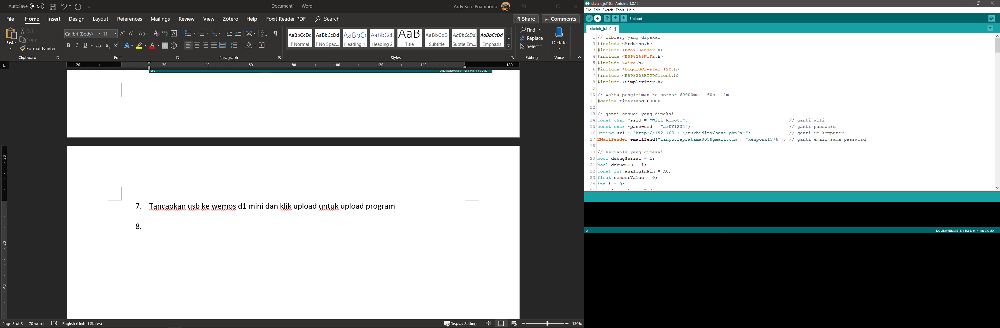 AutoSave Off
Document1 - Word
Ardy Seto Priambodo
File Home Insert Design Layout References Mailings Review View Zotero Help Foxit Reader PDF Search
Share Comments
Paste
Cut
Copy
Format Painter
Clipboard
Calibri (Body) 11
Font
Paragraph
AaBbCcDd AaBbCcDd AaBbC( AaBbCcE AaB AaBbCcD AaBbCcDd AaBbCcDd
¶ Normal ¶ No Spac... Heading 1 Heading 2 Title Subtitle Subtle Em... Emphasis
Styles
Find
Replace
Select
Editing
Dictate
Voice
20 20 40 60 80 100 120 140 180
250 LOLIN(WEMOS) D1 R2 & mini on COM9
20
20
40
7. Tancapkan usb ke wemos d1 mini dan klik upload untuk upload program
8.
Page 3 of 3 70 words English (United States)
Display Settings 150%
sketch_jul10a | Arduino 1.8.12
File Edit Sketch Tools Help
Upload
sketch_jul10a §
1 // library yang dipakai
2 #include <Arduino.h>
3 #include <EMailSender.h>
4 #include <ESP8266WiFi.h>
5 #include <Wire.h>
6 #include <LiquidCrystal_I2C.h>
7 #include <ESP8266HTTPClient.h>
8 #include <SimpleTimer.h>
9
10 // waktu pengiriman ke server 60000ms = 60s = 1m
11 #define timersend 60000
12
13 // ganti sesuai yang dipakai
14 const char *ssid = "Wifi-Roboto"; // ganti wifi
15 const char *password = "arDY1234"; // ganti password
16 String url = "http://192.168.1.4/turbidity/save.php?x="; // ganti ip komputer
17 EMailSender emailSend("ianputrapratama809@gmail.com", "kenponx1976"); // ganti email sama password
18
19 // variable yang dipakai
20 bool debugSerial = 1;
21 bool debugLCD = 1;
22 const int analogInPin = A0;
23 float sensorValue = 0;
24 int i = 0;
3 LOLIN(WEMOS) D1 R2 & mini on COM9